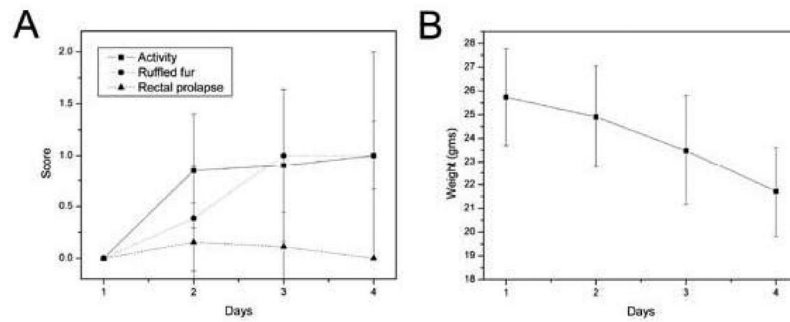 A
Score
2.0
1.5
1.0
0.5
0.0
Activity
Ruffled fur
Rectal prolapse
1 2 3 4
Days
B
Weight (gms)
28
27
26
25
24
23
22
21
20
19
18
1 2 3 4
Days